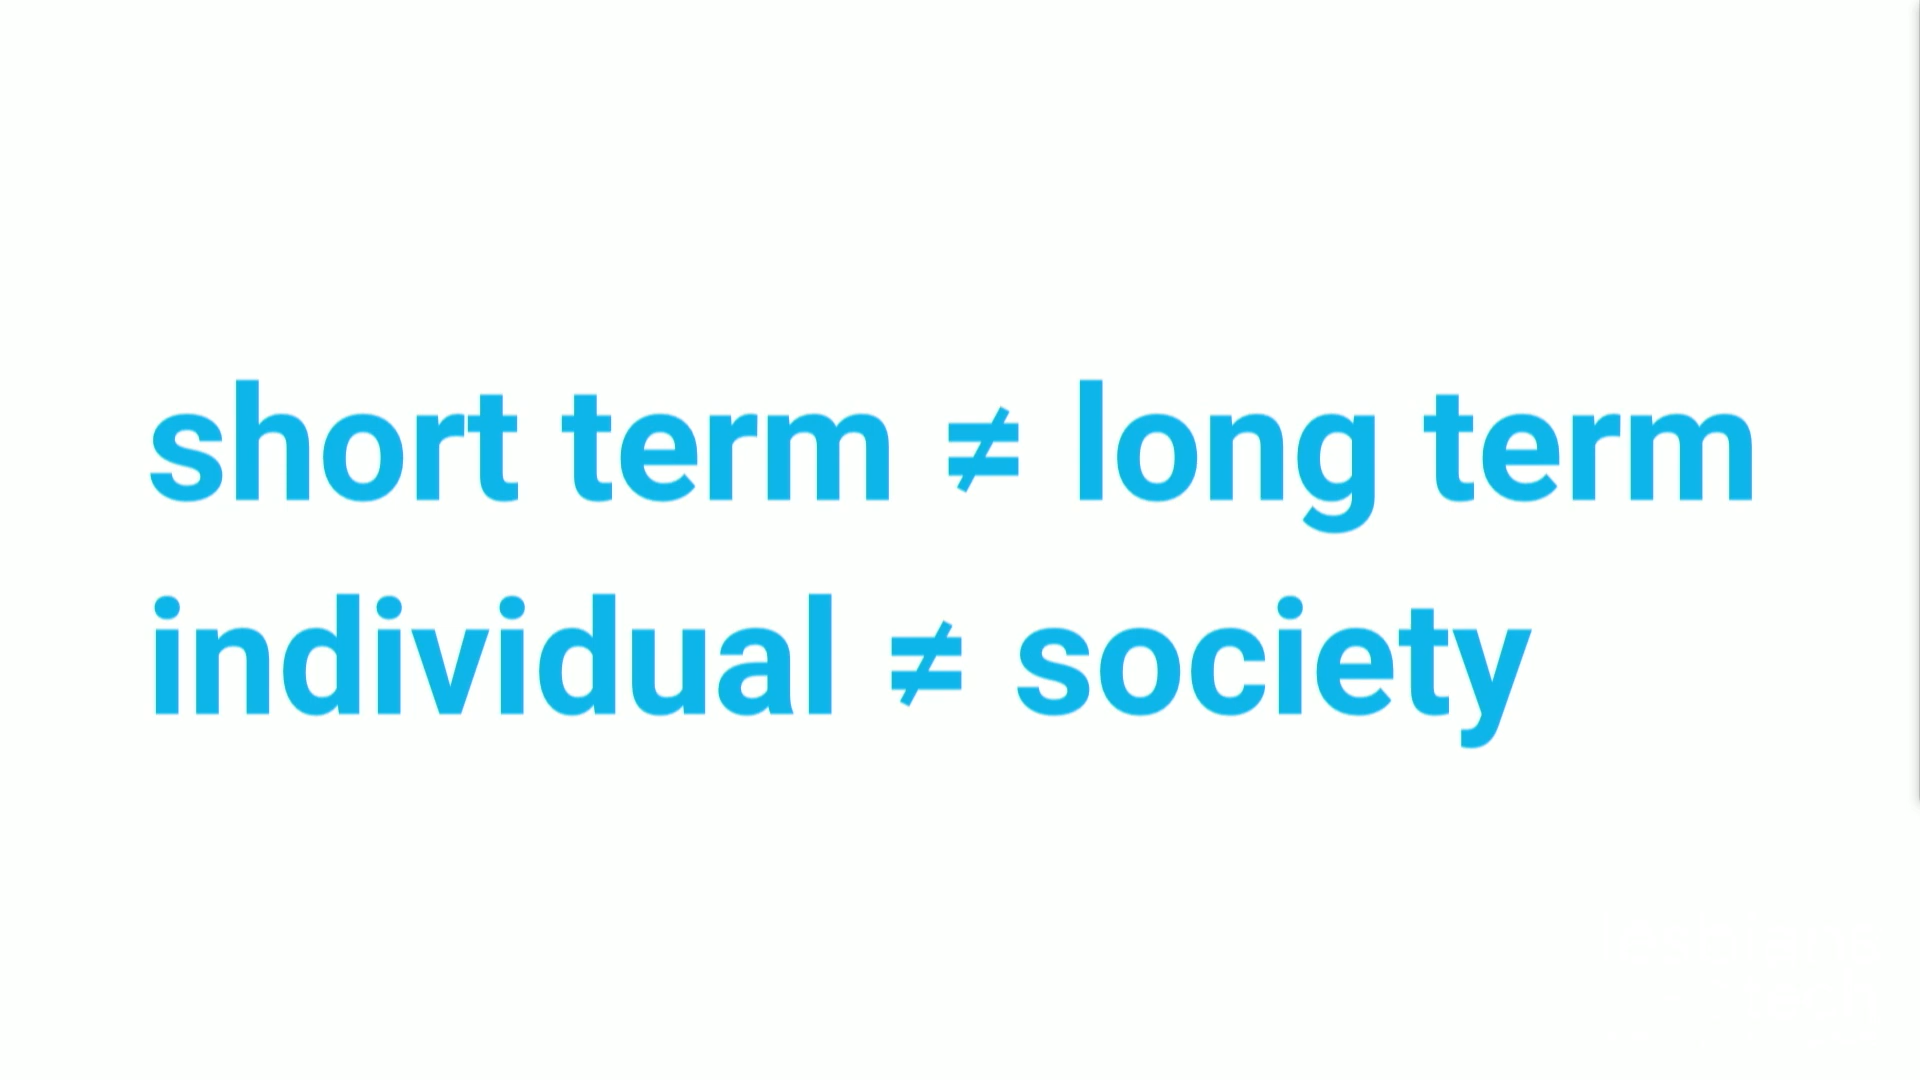 short term ≠ long term
individual ≠ society